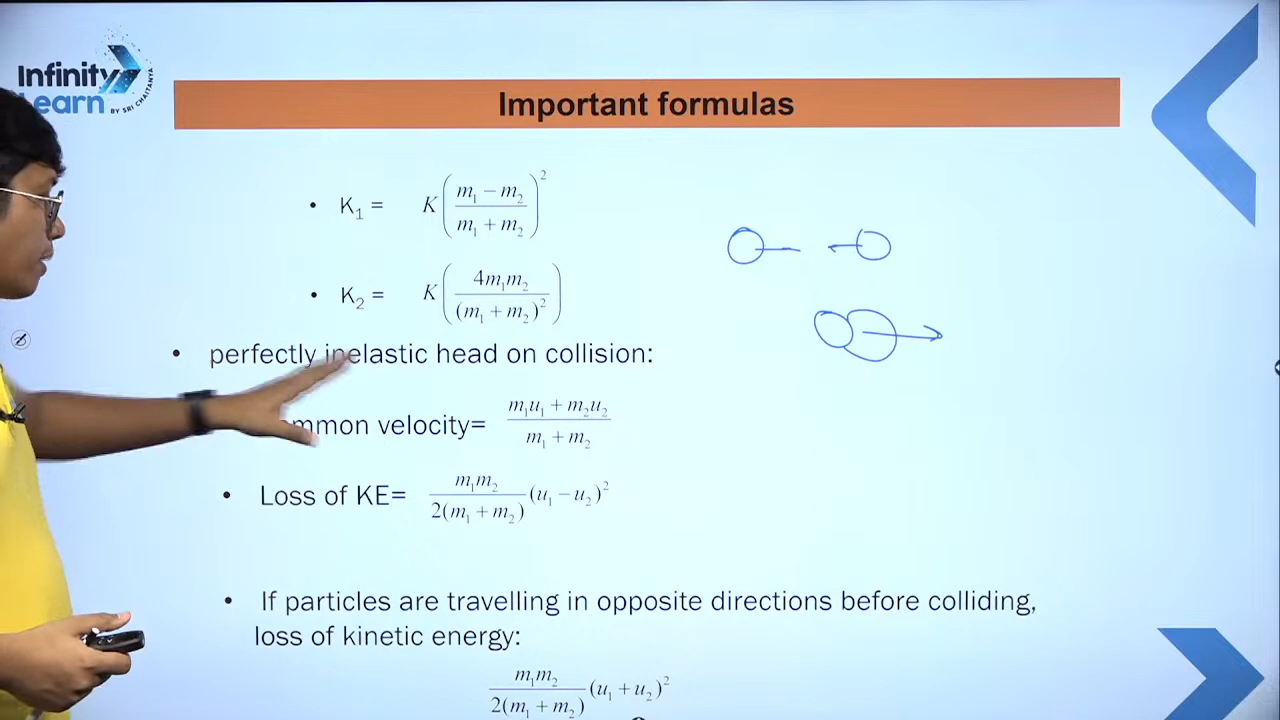 Infinity
Learn
BY SRI CHAITANYA
Important formulas
• K₁ = K((m₁ − m₂)/(m₁ + m₂))²
• K₂ = K(4m₁m₂/(m₁ + m₂)²)
• perfectly inelastic head on collision:
mmon velocity= (m₁u₁ + m₂u₂)/(m₁ + m₂)
• Loss of KE= m₁m₂/2(m₁ + m₂) (u₁ − u₂)²
• If particles are travelling in opposite directions before colliding,
loss of kinetic energy:
m₁m₂/2(m₁ + m₂) (u₁ + u₂)²